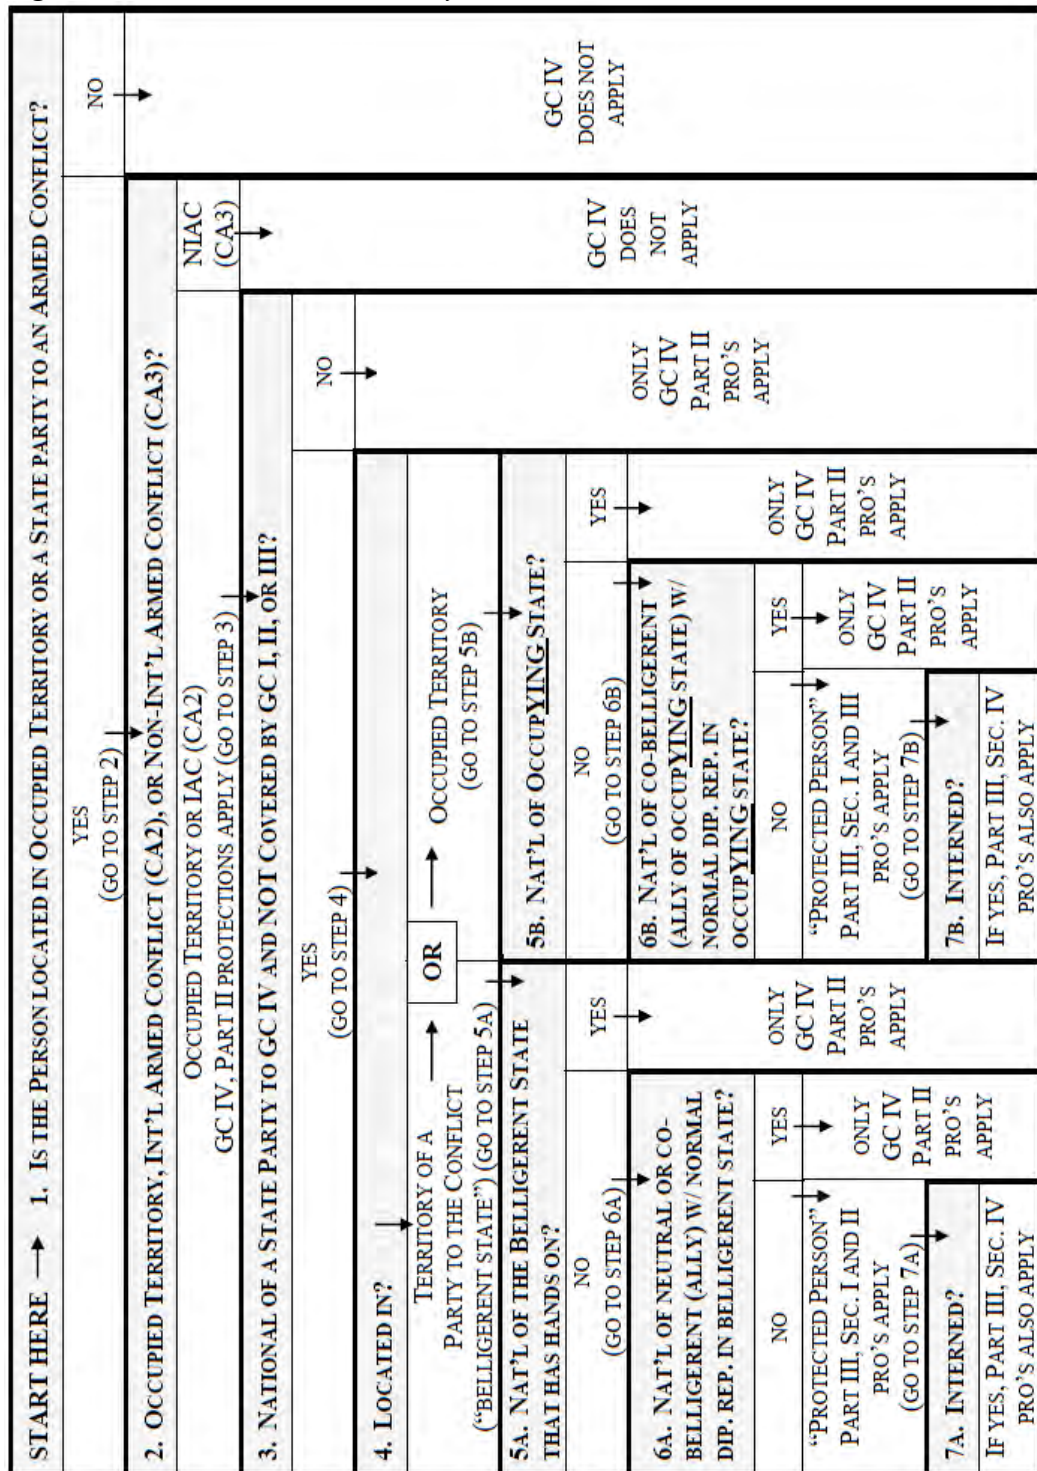 START HERE → 1. IS THE PERSON LOCATED IN OCCUPIED TERRITORY OR A STATE PARTY TO AN ARMED CONFLICT?
YES
(GO TO STEP 2)
NO
2. OCCUPIED TERRITORY, INT'L ARMED CONFLICT (CA2), OR NON-INT'L ARMED CONFLICT (CA3)?
GC IV
DOES NOT
APPLY
OCCUPIED TERRITORY OR IAC (CA2)
GC IV, PART II PROTECTIONS APPLY (GO TO STEP 3)
NIAC
(CA3)
3. NATIONAL OF A STATE PARTY TO GC IV AND NOT COVERED BY GC I, II, OR III?
GC IV
DOES
NOT
APPLY
YES
(GO TO STEP 4)
NO
4. LOCATED IN?
ONLY
GC IV
PART II
PRO'S
APPLY
TERRITORY OF A
PARTY TO THE CONFLICT
("BELLIGERENT STATE") (GO TO STEP 5A)
OR
OCCUPIED TERRITORY
(GO TO STEP 5B)
5A. NAT'L OF THE BELLIGERENT STATE
THAT HAS HANDS ON?
NO
(GO TO STEP 6A)
YES
6A. NAT'L OF NEUTRAL OR CO-
BELLIGERENT (ALLY) W/ NORMAL
DIP. REP. IN BELLIGERENT STATE?
ONLY
GC IV
PART II
PRO'S
APPLY
NO
YES
"PROTECTED PERSON"
PART III, SEC. I AND II
PRO'S APPLY
(GO TO STEP 7A)
ONLY
GC IV
PART II
PRO'S
APPLY
7A. INTERNED?
IF YES, PART III, SEC. IV
PRO'S ALSO APPLY
5B. NAT'L OF OCCUPYING STATE?
NO
(GO TO STEP 6B)
YES
6B. NAT'L OF CO-BELLIGERENT
(ALLY OF OCCUPYING STATE) W/
NORMAL DIP. REP. IN
OCCUPYING STATE?
ONLY
GC IV
PART II
PRO'S
APPLY
NO
YES
"PROTECTED PERSON"
PART III, SEC. I AND III
PRO'S APPLY
(GO TO STEP 7B)
ONLY
GC IV
PART II
PRO'S
APPLY
7B. INTERNED?
IF YES, PART III, SEC. IV
PRO'S ALSO APPLY